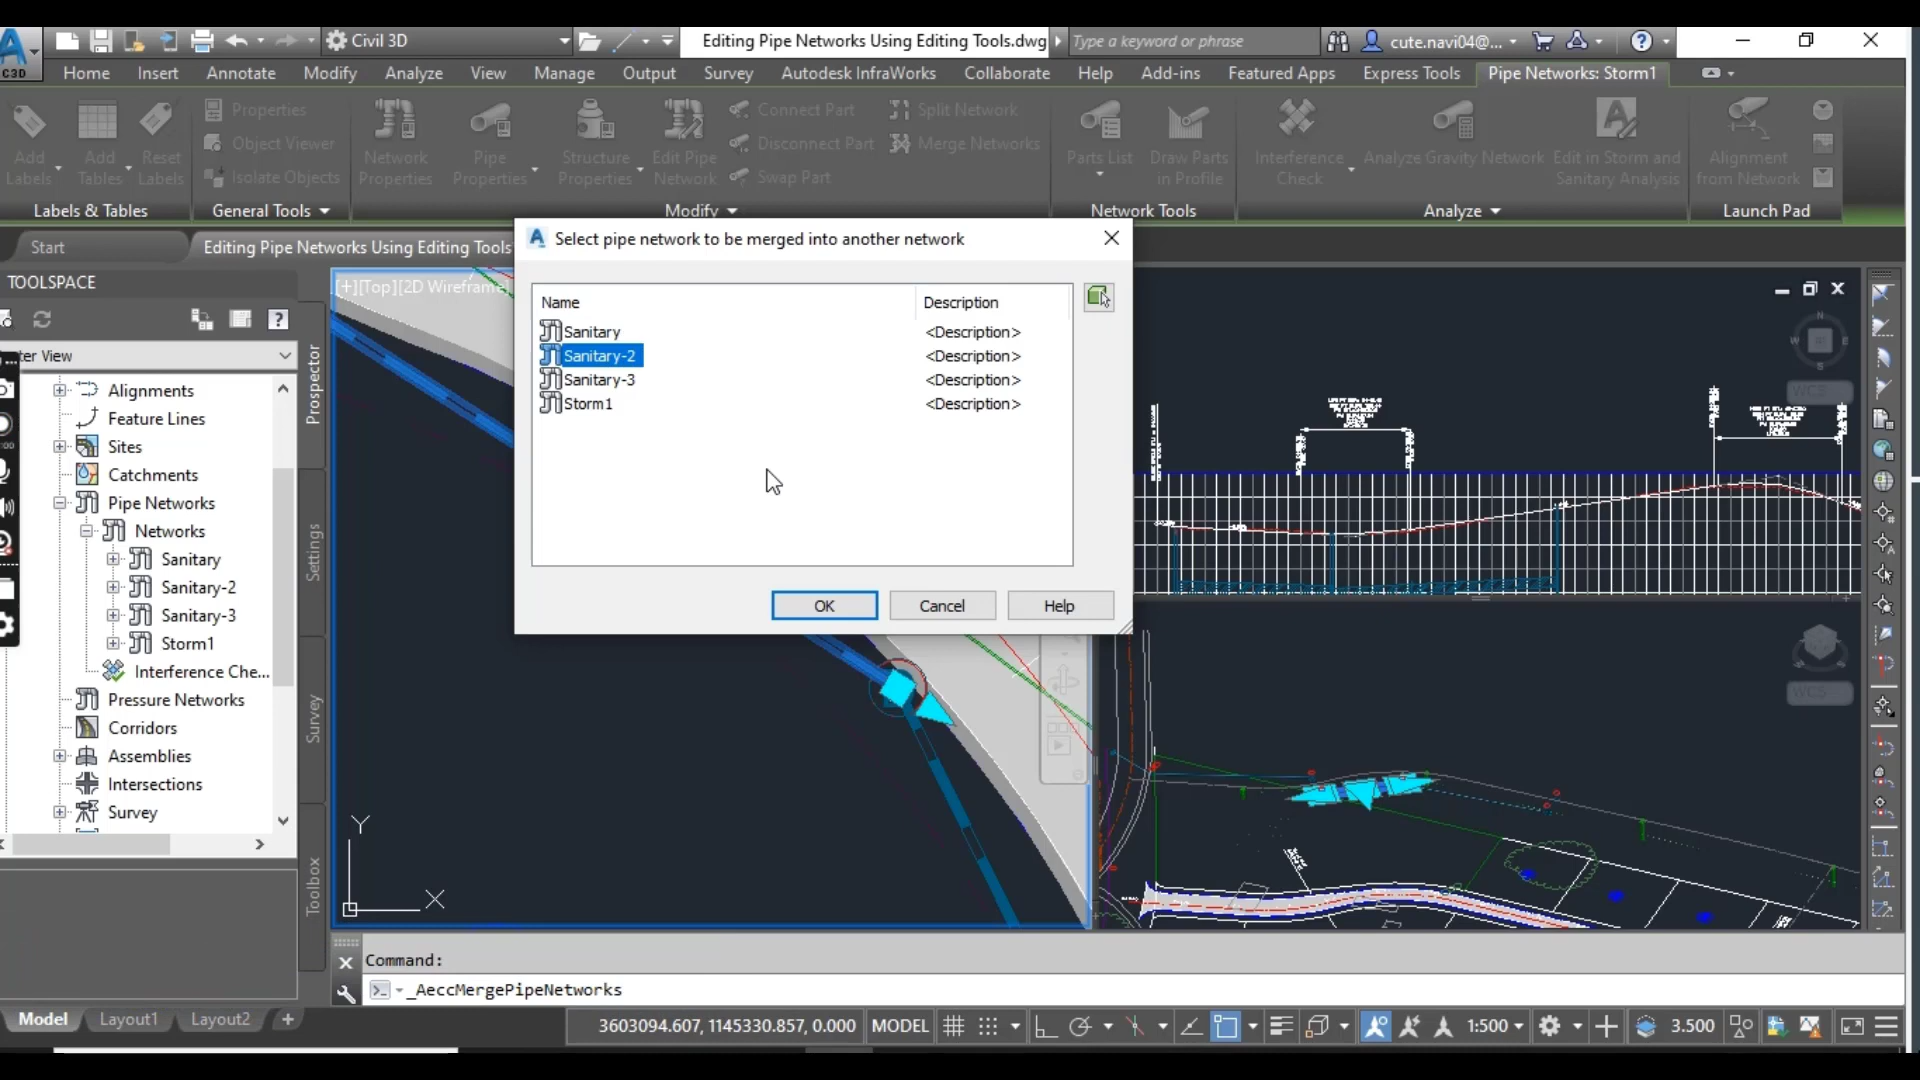 C3D
Civil 3D
Editing Pipe Networks Using Editing Tools.dwg
Type a keyword or phrase
cute.navi04@...
Home Insert Annotate Modify Analyze View Manage Output Survey Autodesk InfraWorks Collaborate Help Add-ins Featured Apps Express Tools Pipe Networks: Storm1
Add Labels
Add Tables
Reset Labels
Labels & Tables
Properties
Object Viewer
Isolate Objects
General Tools
Network Properties
Pipe Properties
Structure Properties
Edit Pipe Network
Connect Part
Disconnect Part
Swap Part
Split Network
Merge Networks
Modify
Parts List
Draw Parts in Profile
Network Tools
Interference Check
Analyze Gravity Network
Edit in Storm and Sanitary Analysis
Analyze
Alignment from Network
Launch Pad
Start
Editing Pipe Networks Using Editing Tools
TOOLSPACE
ter View
Alignments
Feature Lines
Sites
Catchments
Pipe Networks
Networks
Sanitary
Sanitary-2
Sanitary-3
Storm1
Interference Che...
Pressure Networks
Corridors
Assemblies
Intersections
Survey
Prospector
Settings
Survey
Toolbox
[+][Top][2D Wireframe
Select pipe network to be merged into another network
Name Description
Sanitary <Description>
Sanitary-2 <Description>
Sanitary-3 <Description>
Storm1 <Description>
OK Cancel Help
N
W E
WCS
WCS
Y
X
Command:
_AeccMergePipeNetworks
Model Layout1 Layout2 +
3603094.607, 1145330.857, 0.000 MODEL 1:500 3.500